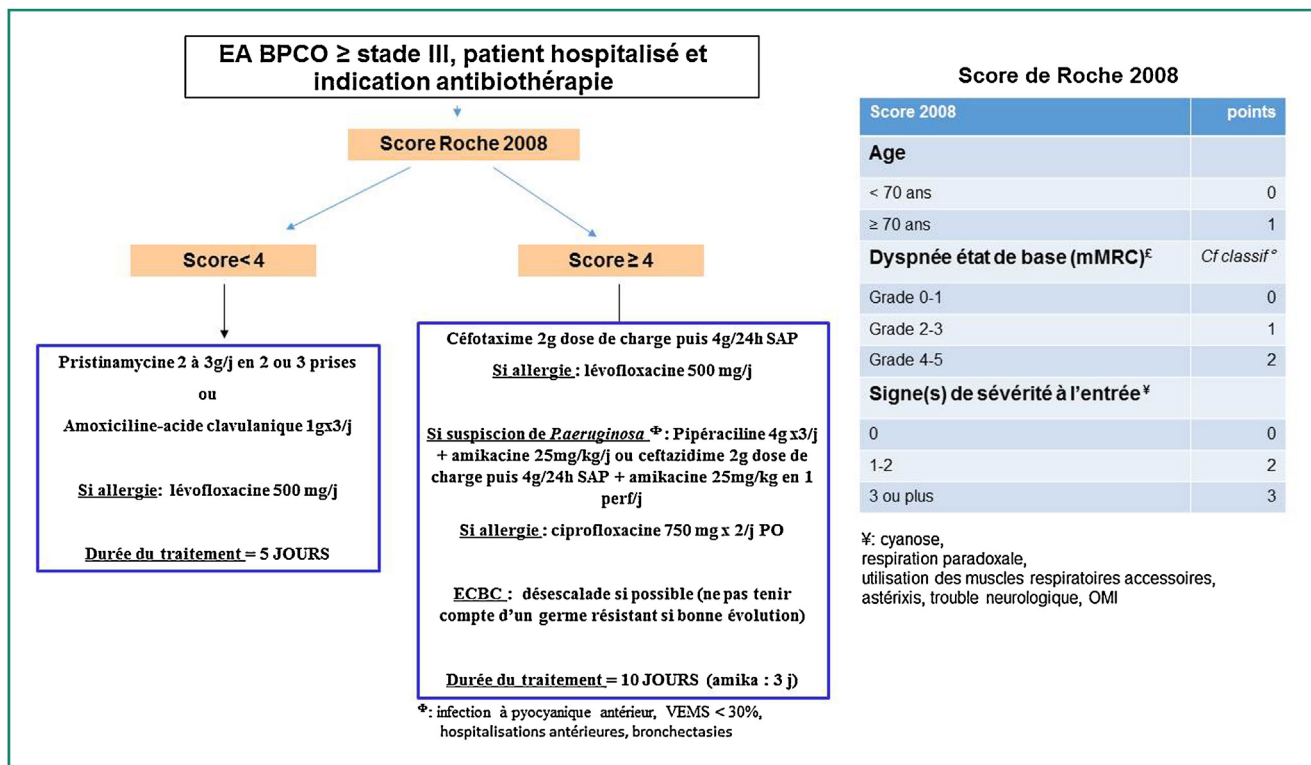 EA BPCO ≥ stade III, patient hospitalisé et
indication antibiothérapie
Score Roche 2008
Score< 4
Pristinamycine 2 à 3g/j en 2 ou 3 prises
ou
Amoxiciline-acide clavulanique 1gx3/j
Si allergie: lévofloxacine 500 mg/j
Durée du traitement = 5 JOURS
Score ≥ 4
Céfotaxime 2g dose de charge puis 4g/24h SAP
Si allergie : lévofloxacine 500 mg/j
Si suspiscion de P.aeruginosa Φ : Pipéraciline 4g x3/j
+ amikacine 25mg/kg/j ou ceftazidime 2g dose de
charge puis 4g/24h SAP + amikacine 25mg/kg en 1
perf/j
Si allergie : ciprofloxacine 750 mg x 2/j PO
ECBC : désescalade si possible (ne pas tenir
compte d'un germe résistant si bonne évolution)
Durée du traitement = 10 JOURS (amika : 3 j)
Φ: infection à pyocyanique antérieur, VEMS < 30%,
hospitalisations antérieures, bronchectasies
Score de Roche 2008
Score 2008 points
Age
< 70 ans 0
≥ 70 ans 1
Dyspnée état de base (mMRC)£ Cf classif°
Grade 0-1 0
Grade 2-3 1
Grade 4-5 2
Signe(s) de sévérité à l'entrée¥
0 0
1-2 2
3 ou plus 3
¥: cyanose,
respiration paradoxale,
utilisation des muscles respiratoires accessoires,
astérixis, trouble neurologique, OMI